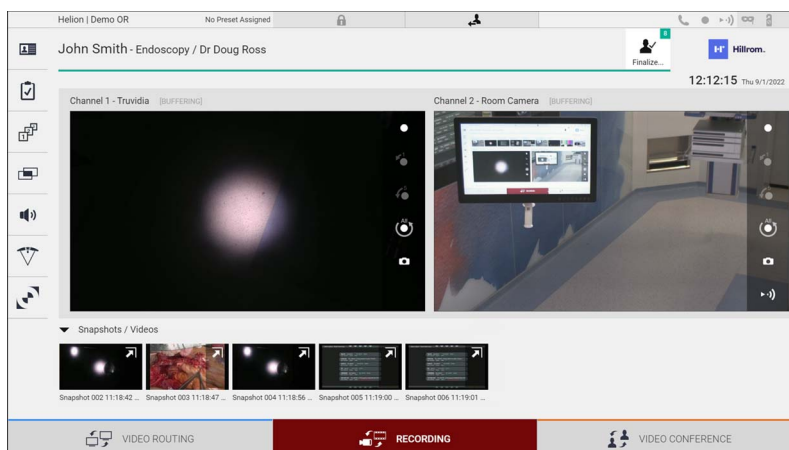 Helion | Demo OR
No Preset Assigned
John Smith - Endoscopy / Dr Doug Ross
8
Finalize...
H Hillrom.
12:12:15 Thu 9/1/2022
Channel 1 - Truvidia [BUFFERING]
Channel 2 - Room Camera [BUFFERING]
All
All
Snapshots / Videos
Snapshot 002 11:18:42 ...
Snapshot 003 11:18:47 ...
Snapshot 004 11:18:56 ...
Snapshot 005 11:19:00 ...
Snapshot 006 11:19:01 ...
VIDEO ROUTING
RECORDING
VIDEO CONFERENCE